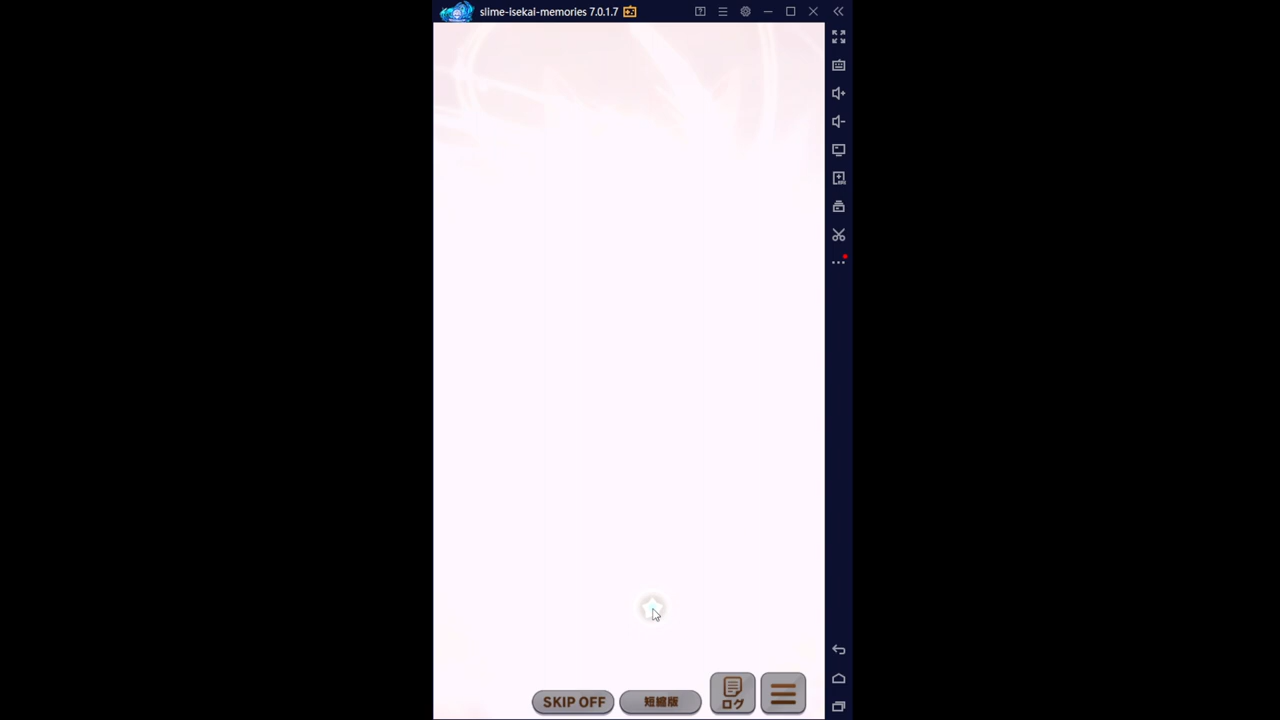 slime-isekai-memories 7.0.1.7
SKIP OFF
短縮版
ログ